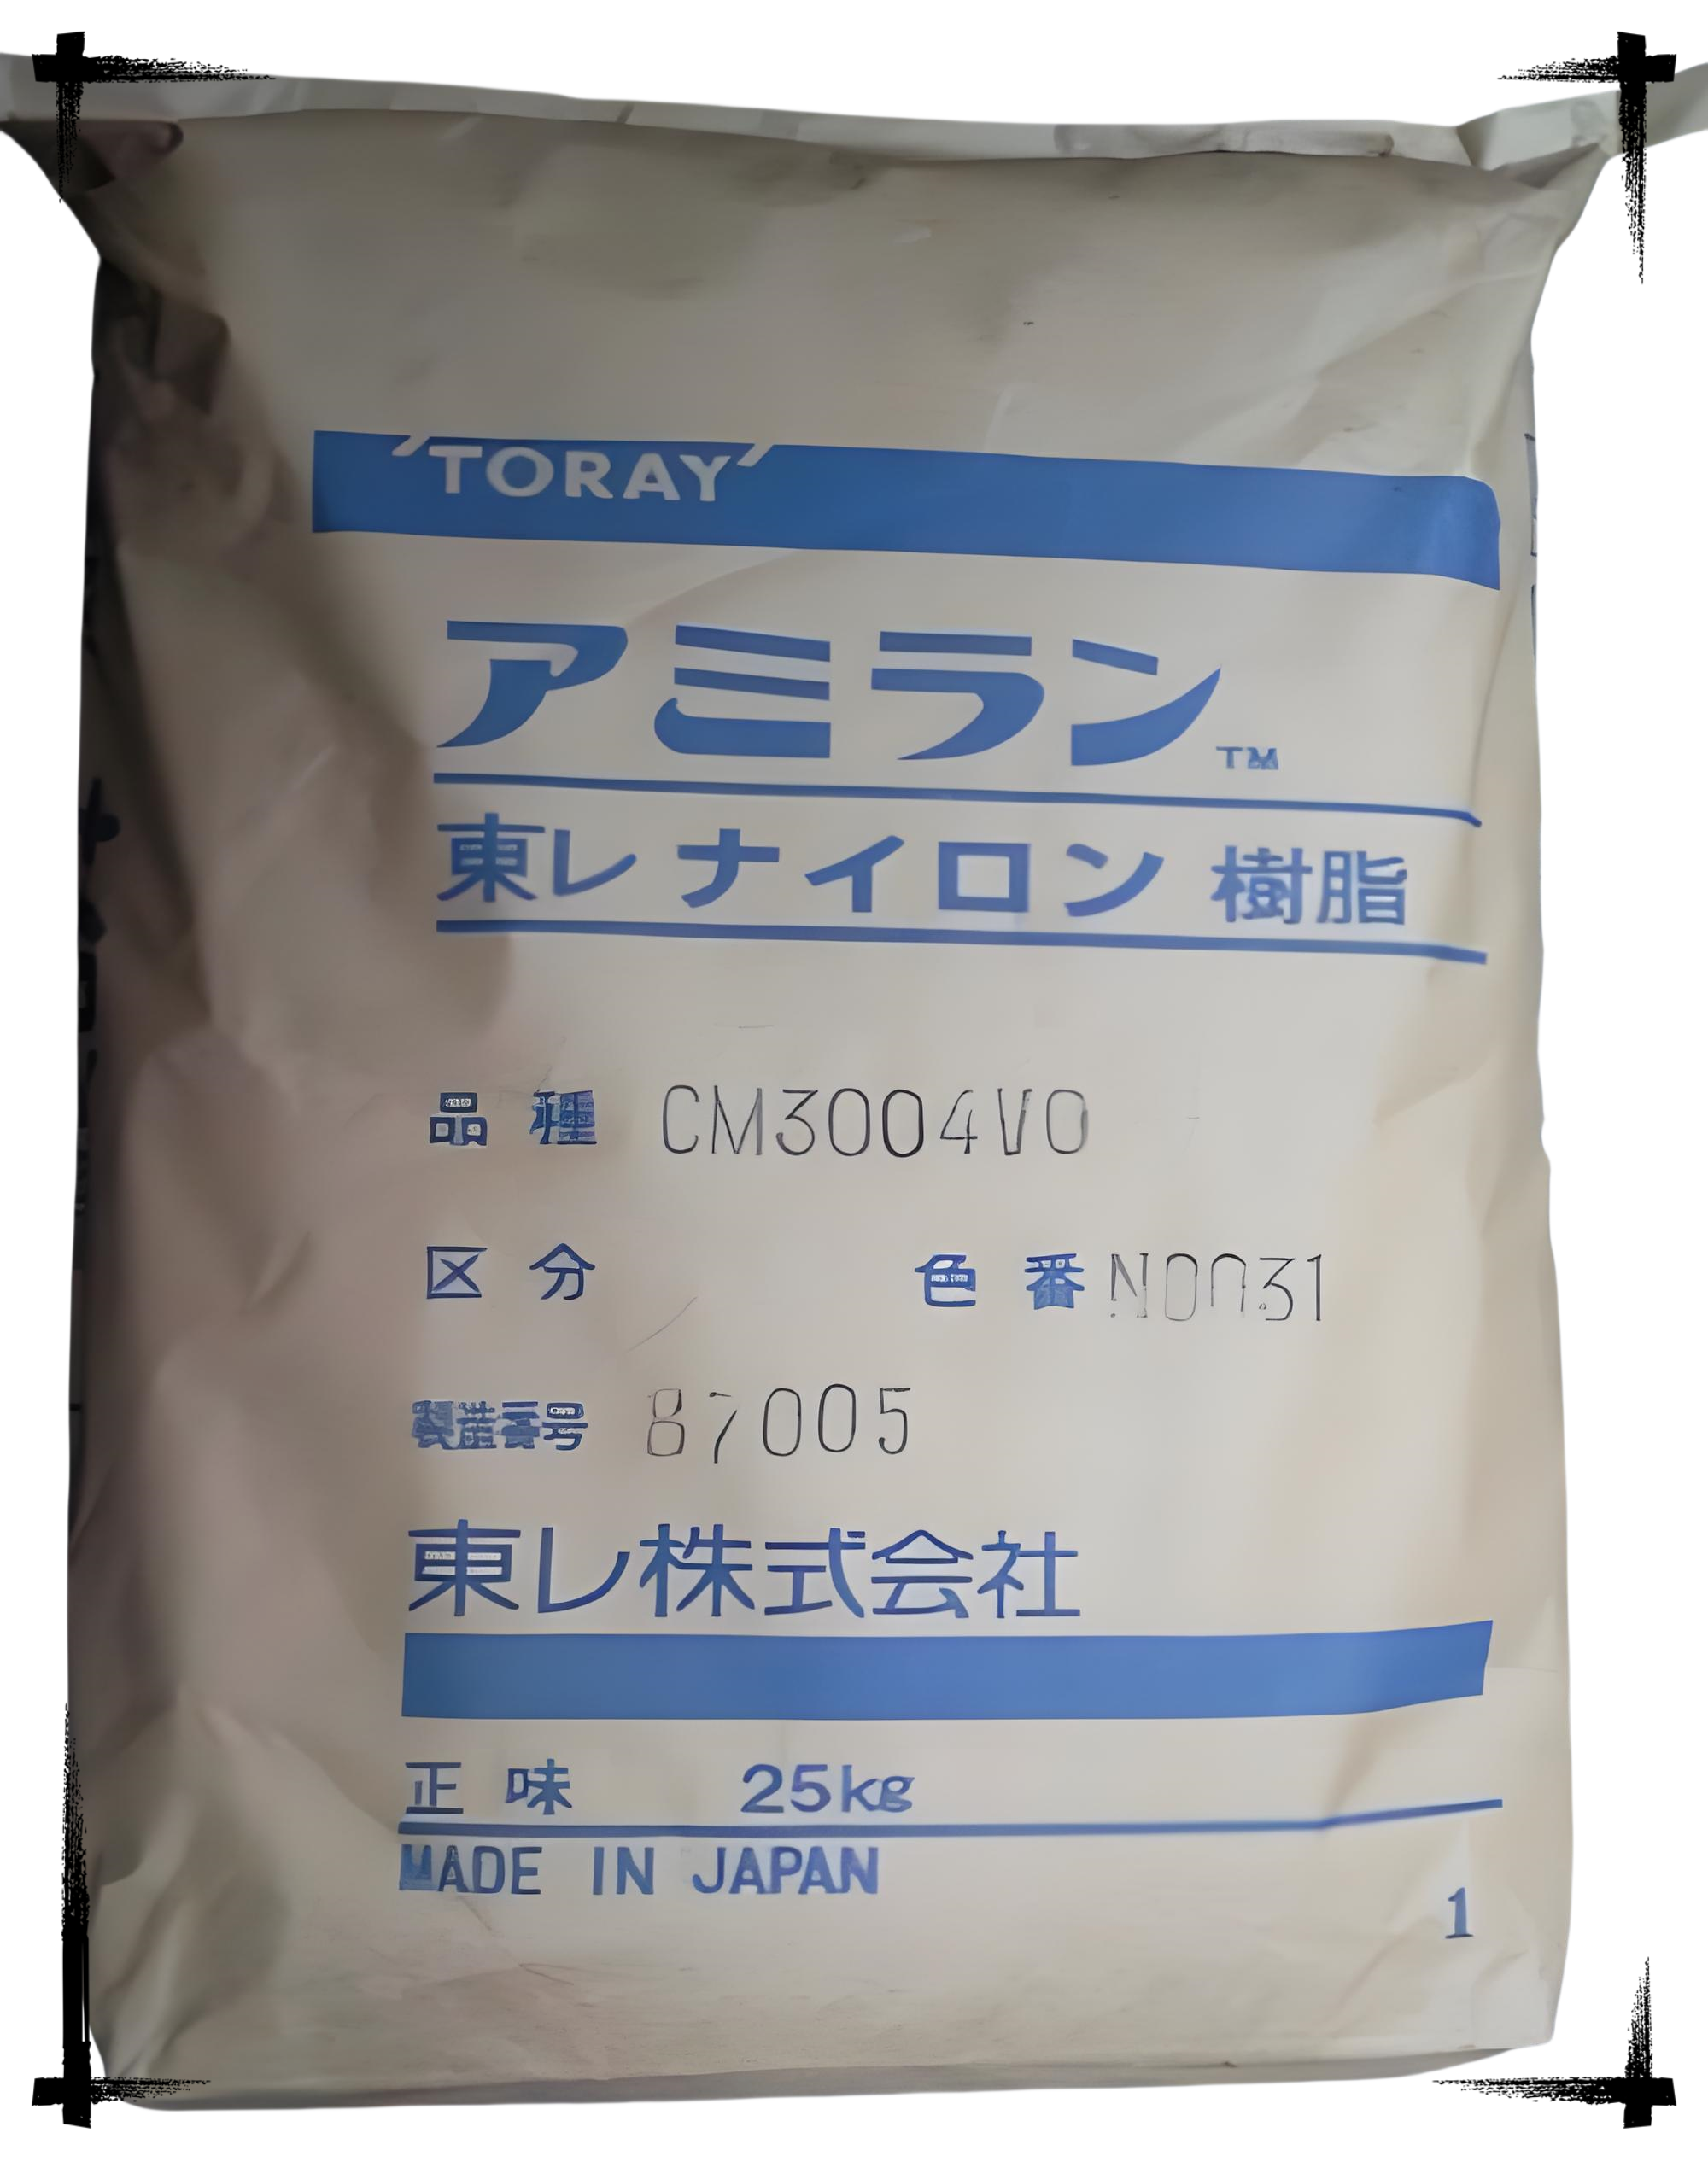 'TORAY'
アミラン™
東レ ナイロン 樹脂
品種 CM3004V0
区分 色番 N0031
製造番号 87005
東レ株式会社
正味 25kg
MADE IN JAPAN
1